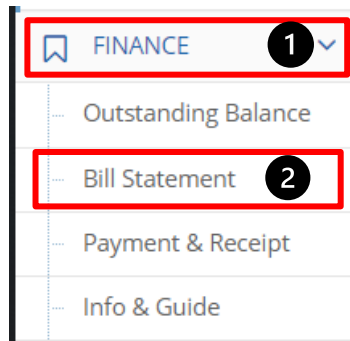 FINANCE 1
Outstanding Balance
Bill Statement 2
Payment & Receipt
Info & Guide